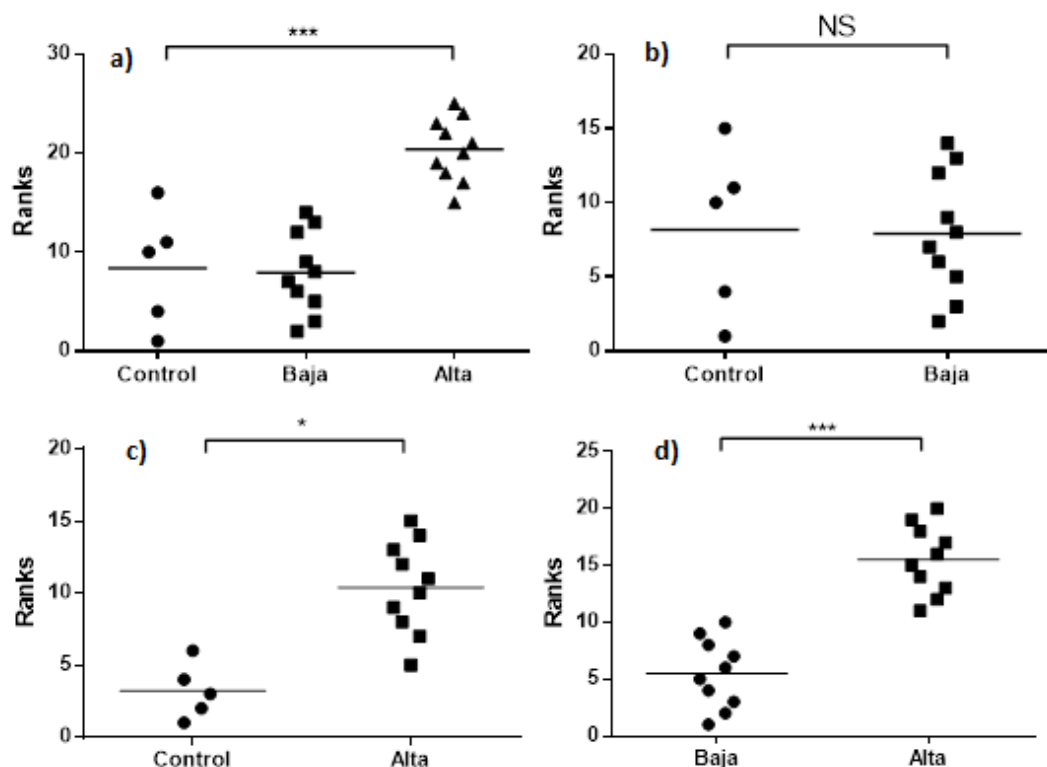 ***
a)
30
20
10
0
Ranks
Control Baja Alta
NS
b)
20
15
10
5
0
Ranks
Control Baja
*
c)
20
15
10
5
0
Ranks
Control Alta
***
d)
25
20
15
10
5
0
Ranks
Baja Alta